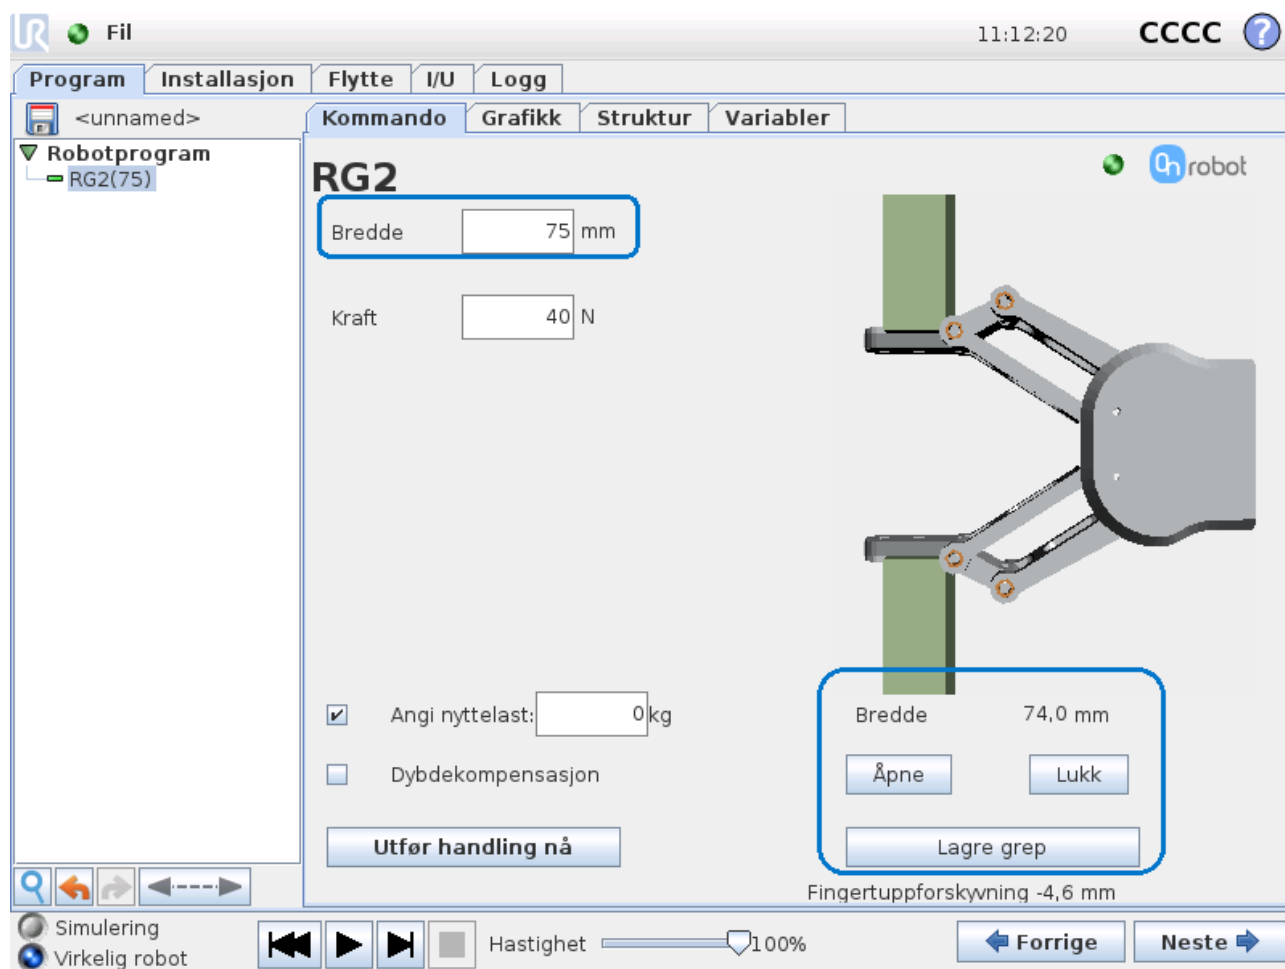 Fil 11:12:20 CCCC ?
Program Installasjon Flytte I/U Logg
<unnamed> Kommando Grafikk Struktur Variabler
Robotprogram
RG2(75)
RG2
On robot
Bredde 75 mm
Kraft 40 N
Angi nyttelast: 0 kg
Bredde 74,0 mm
Dybdekompensasjon
Åpne Lukk
Utfør handling nå
Lagre grep
Fingertuppforskyvning -4,6 mm
Simulering
Virkelig robot
Hastighet 100%
Forrige Neste